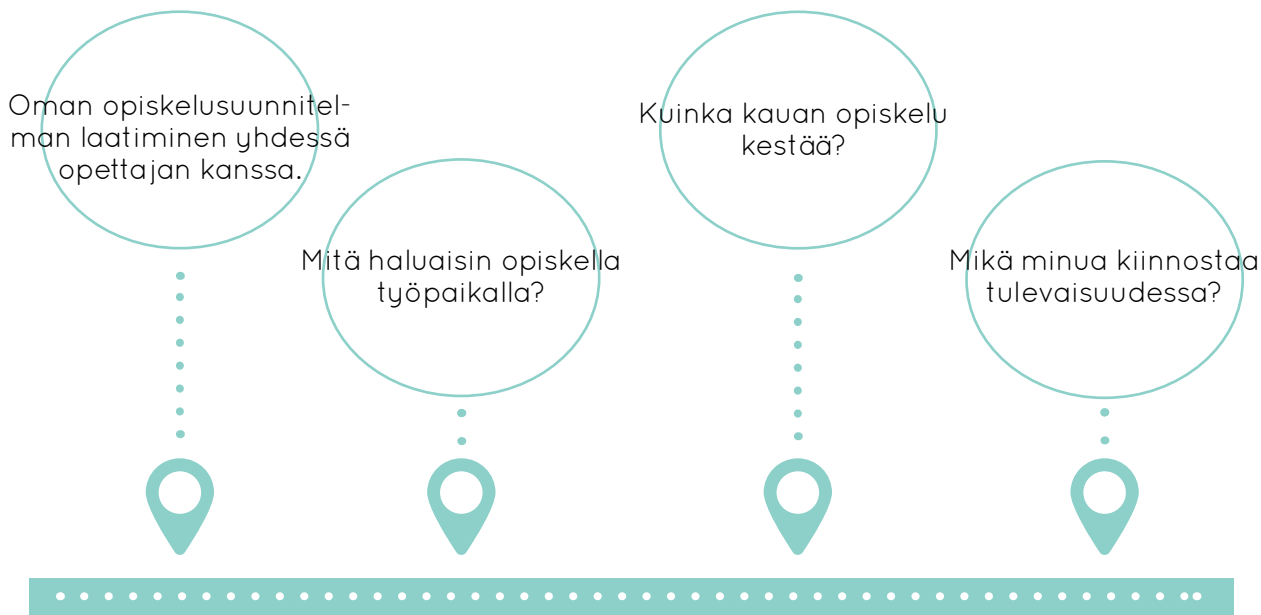 Oman opiskelusuunnitel-
man laatiminen yhdessä
opettajan kanssa.
Mitä haluaisin opiskella
työpaikalla?
Kuinka kauan opiskelu
kestää?
Mikä minua kiinnostaa
tulevaisuudessa?